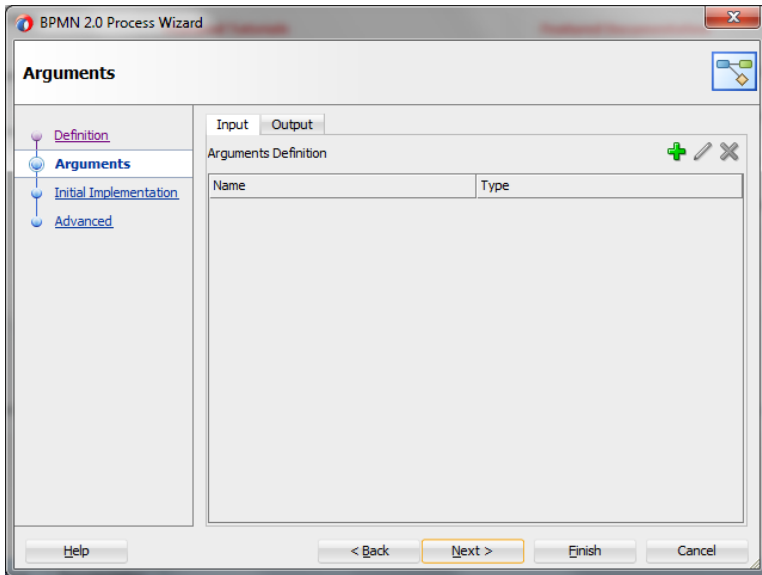 BPMN 2.0 Process Wizard
Arguments
Definition
Arguments
Initial Implementation
Advanced
Input Output
Arguments Definition
Name Type
Help < Back Next > Finish Cancel